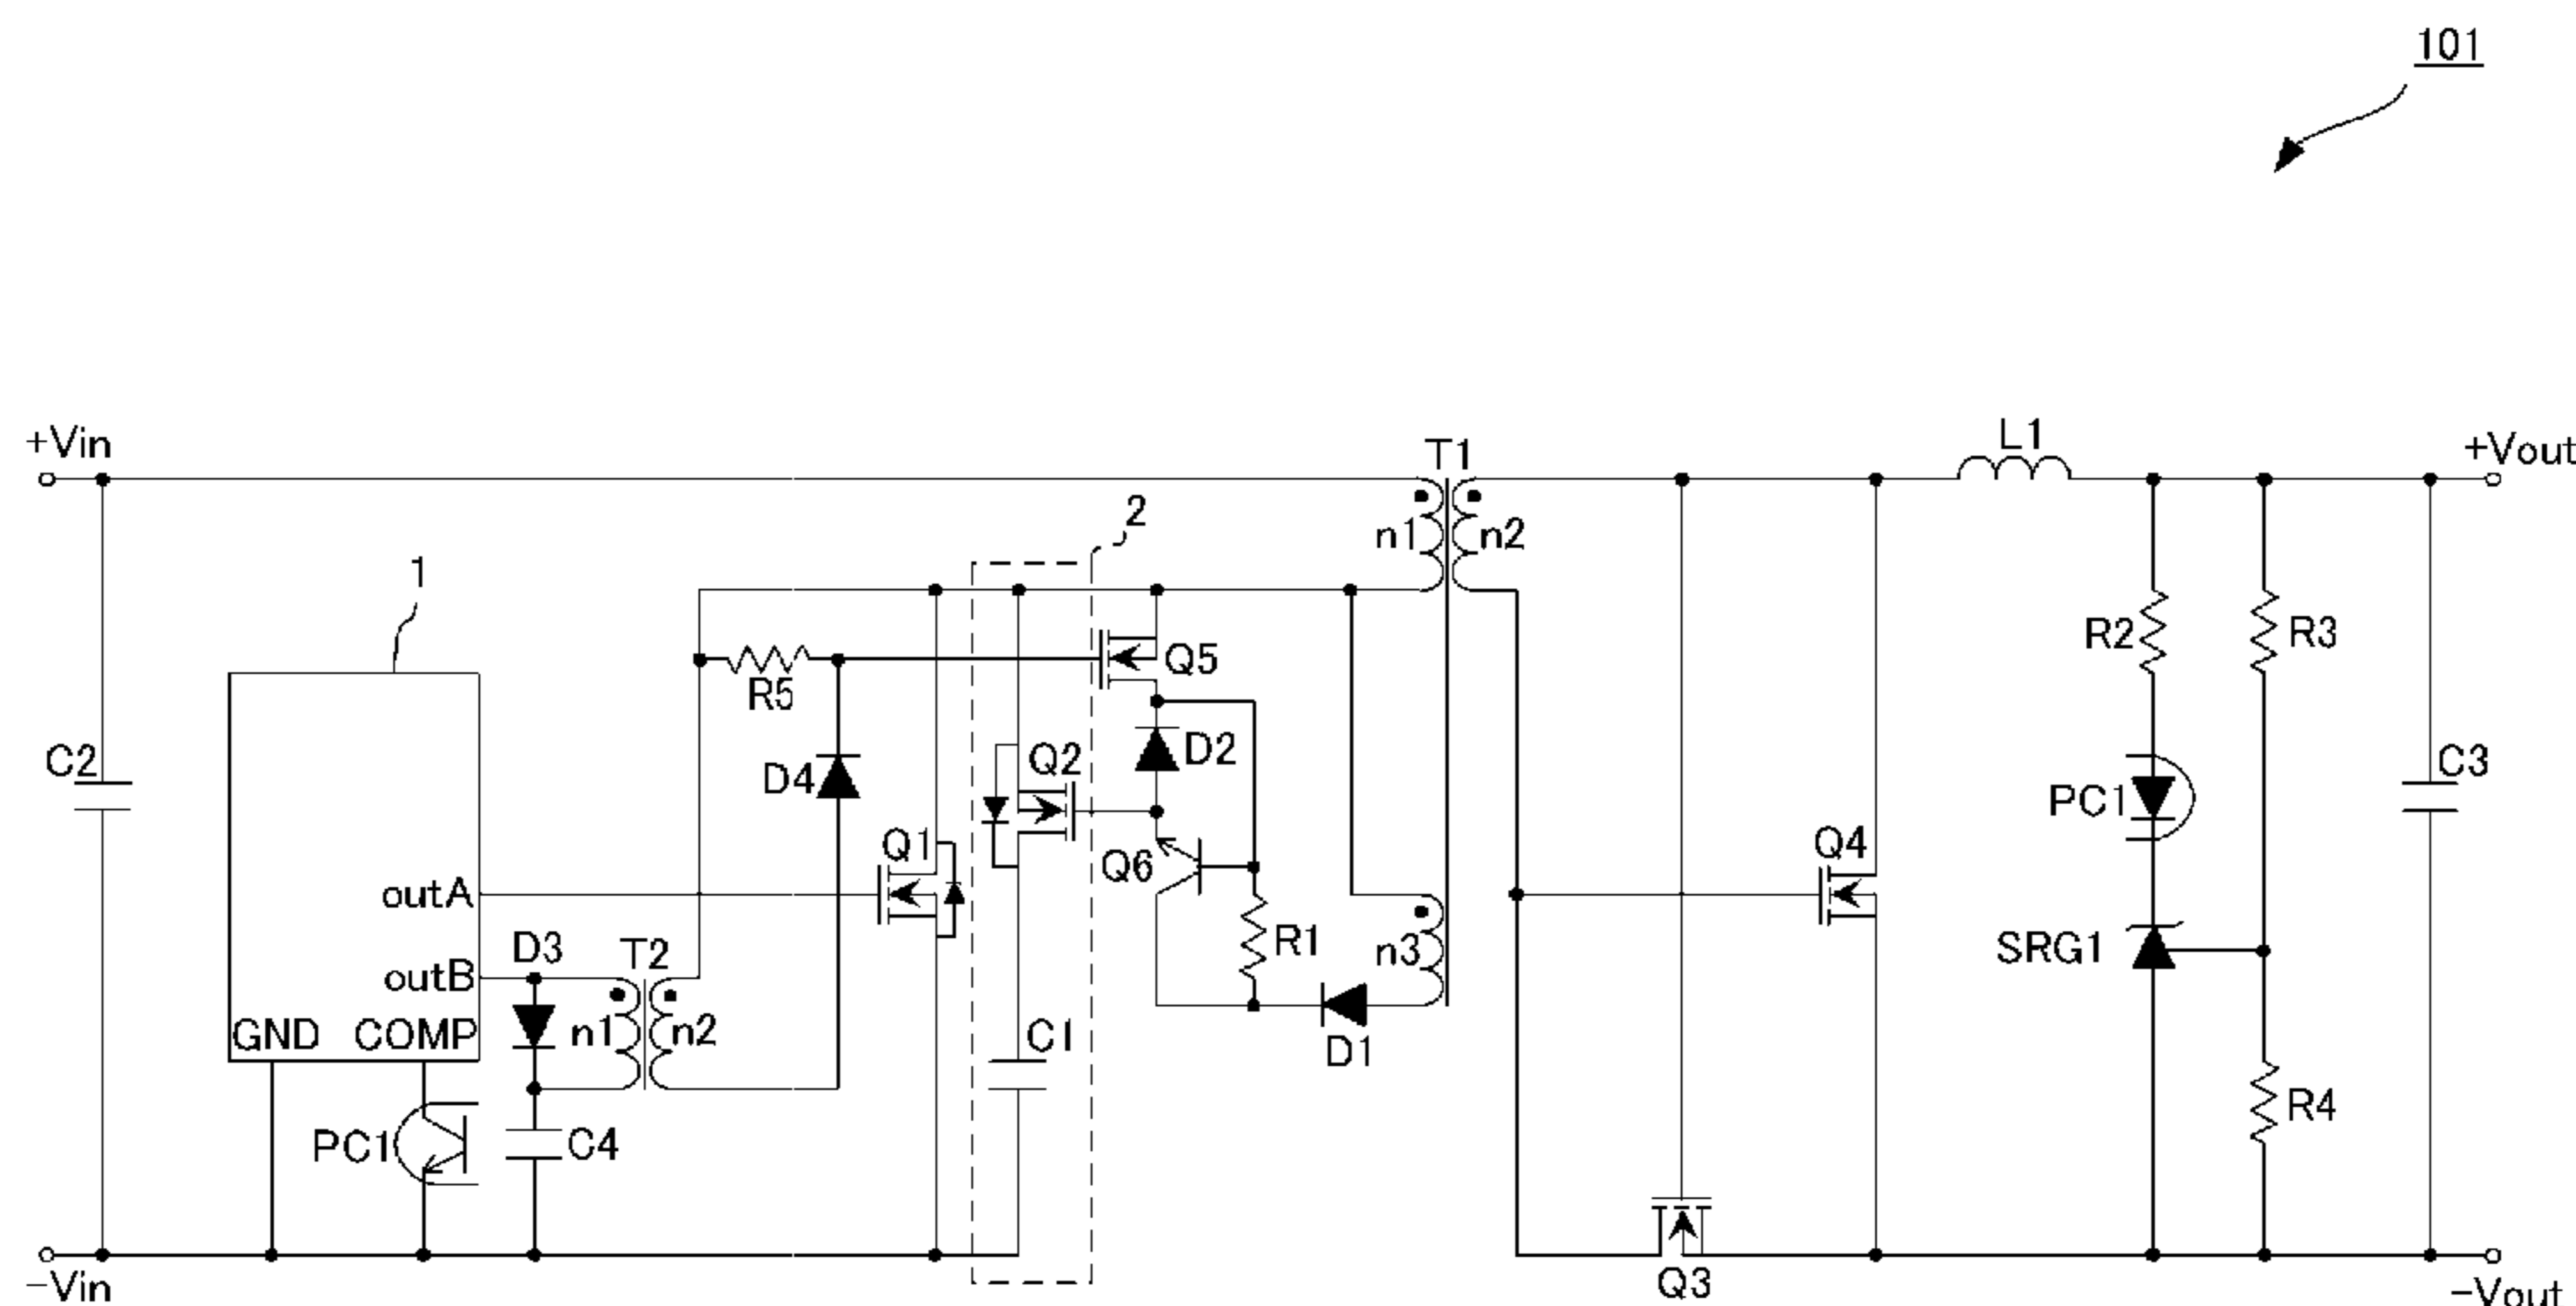 101
+Vin
T1
L1
+Vout
2
n1
n2
1
R5
Q5
R2
R3
C2
D4
Q2
D2
PC1
C3
Q1
Q6
Q4
outA
D3
T2
R1
n3
SRG1
outB
GND
COMP
n1
n2
C1
D1
PC1
C4
R4
-Vin
Q3
-Vout